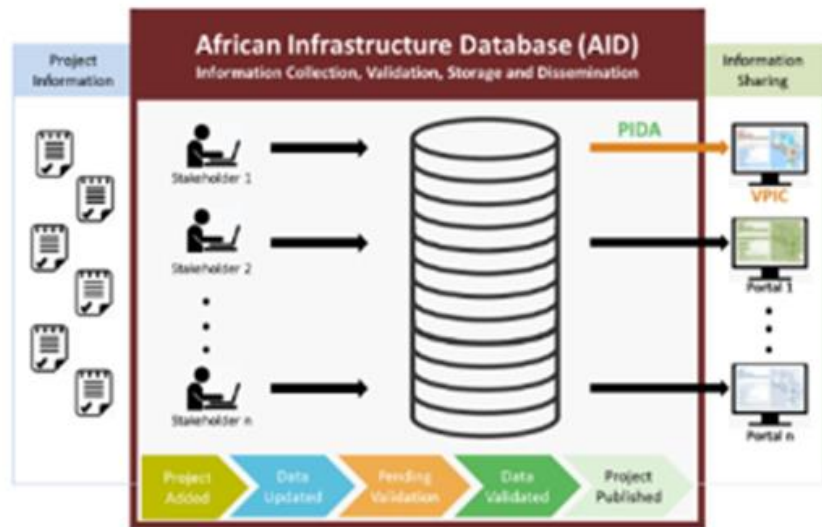 African Infrastructure Database (AID)
Information Collection, Validation, Storage and Dissemination
Project
Information
Information
Sharing
Stakeholder 1
Stakeholder 2
Stakeholder n
PIDA
VPIC
Portal 1
Portal n
Project
Added
Data
Updated
Pending
Validation
Data
Validated
Project
Published